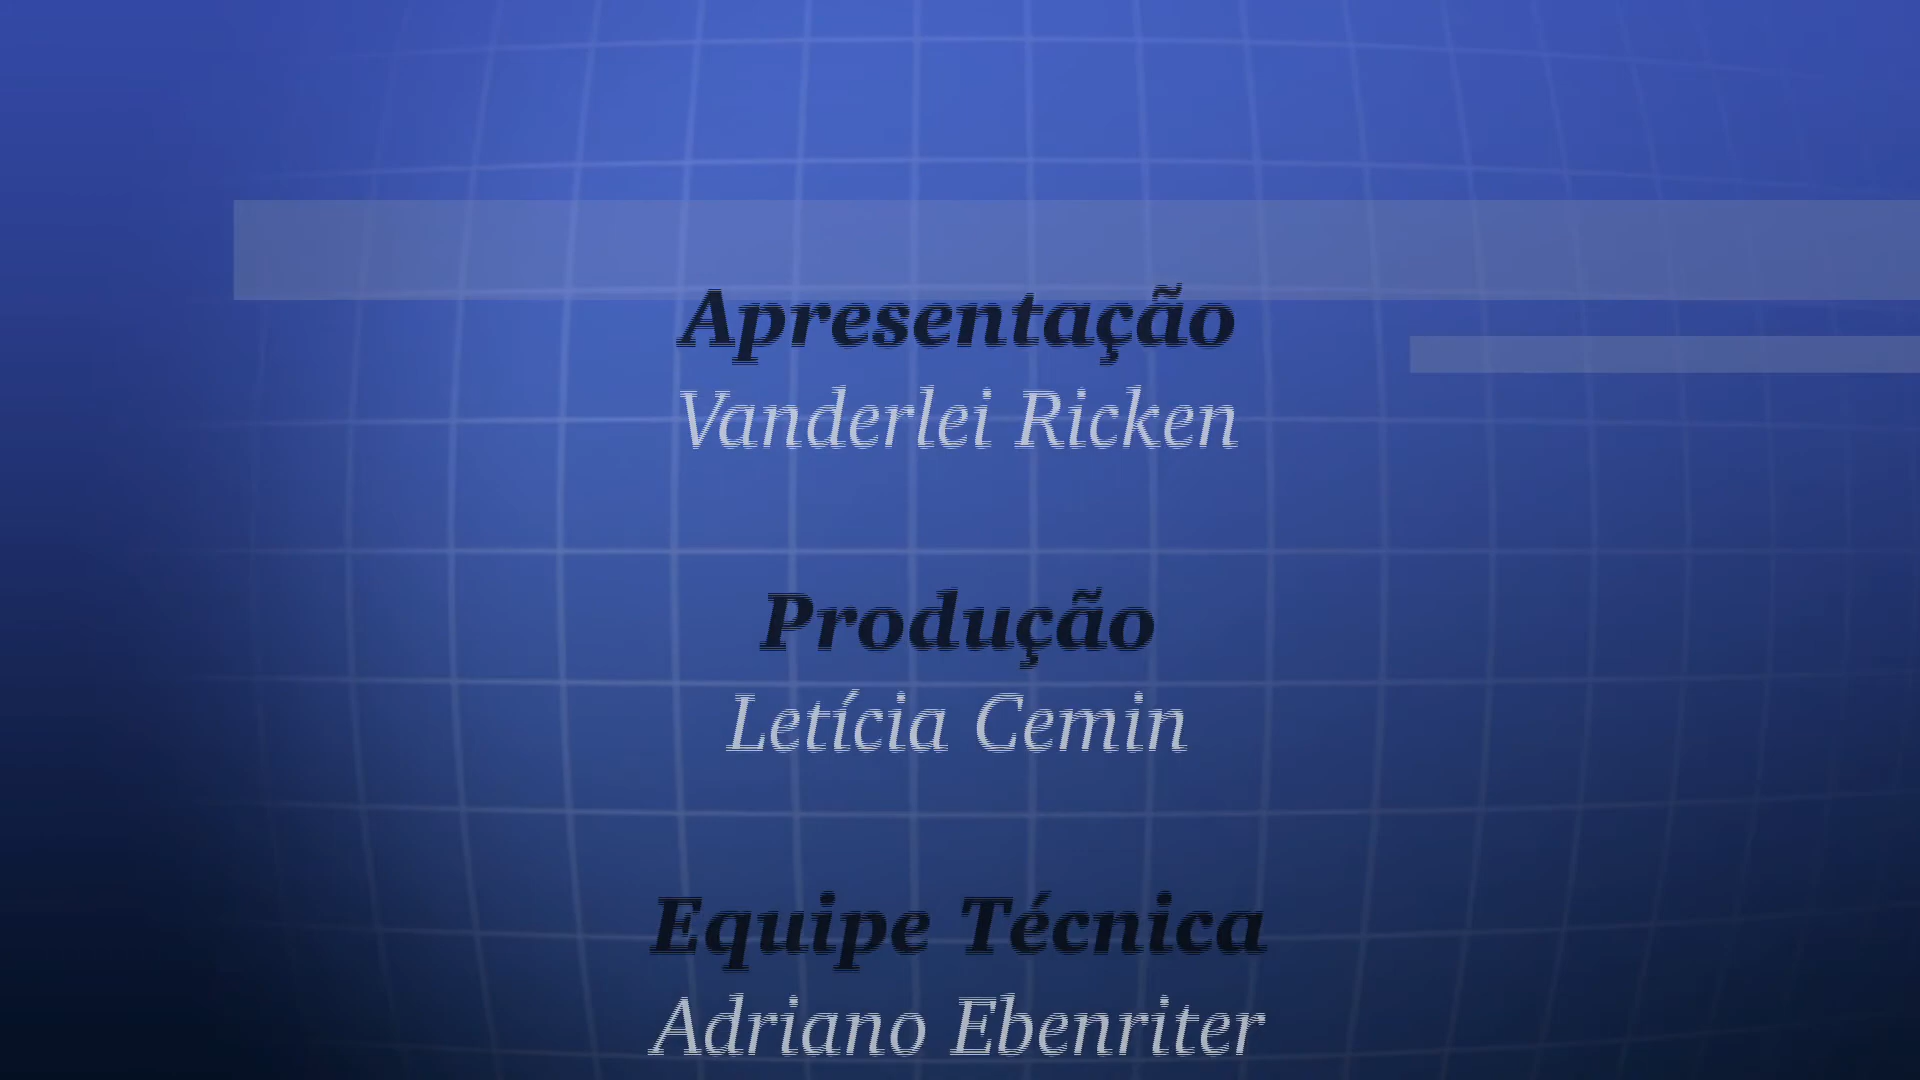 Apresentação
Vanderlei Ricken
Produção
Letícia Cemin
Equipe Técnica
Adriano Ebenriter